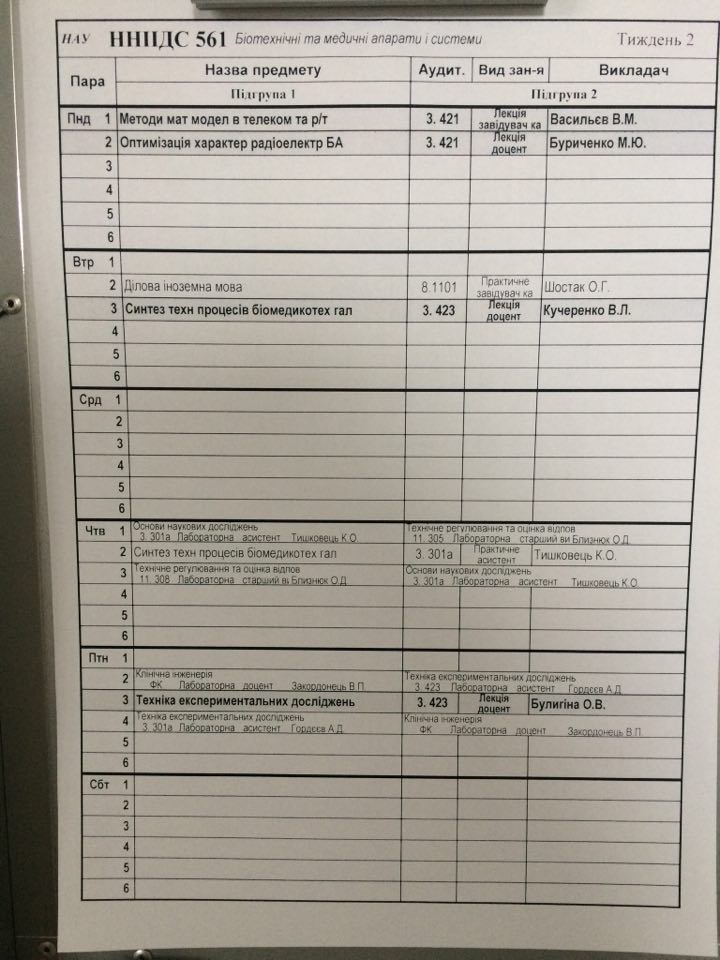 НАУ ННІІДС 561 Біотехнічні та медичні апарати і системи Тиждень 2
Пара Назва предмету Аудит. Вид зан-я Викладач
Підгрупа 1 Підгрупа 2
Пнд 1 Методи мат модел в телеком та р/т 3. 421 Лекція завідувач ка Васильєв В.М.
2 Оптимізація характер радіоелектр БА 3. 421 Лекція доцент Буриченко М.Ю.
3
4
5
6
Втр 1
2 Ділова іноземна мова 8.1101 Практичне завідувач ка Шостак О.Г.
3 Синтез техн процесів біомедикотех гал 3. 423 Лекція доцент Кучеренко В.Л.
4
5
6
Срд 1
2
3
4
5
6
Чтв 1 Основи наукових досліджень Технічне регулювання та оцінка відпов
3. 301а Лабораторна асистент Тишковець К.О. 11. 305 Лабораторна старший ви Близнюк О.Д.
2 Синтез техн процесів біомедикотех гал 3. 301а Практичне асистент Тишковець К.О.
3 Технічне регулювання та оцінка відпов Основи наукових досліджень
11. 308 Лабораторна старший ви Близнюк О.Д. 3. 301а Лабораторна асистент Тишковець К.О.
4
5
6
Птн 1
2 Клінічна інженерія Техніка експериментальних досліджень
ФК Лабораторна доцент Закордонець В.П. 3. 423 Лабораторна асистент Гордєєв А.Д.
3 Техніка експериментальних досліджень 3. 423 Лекція доцент Булигіна О.В.
4 Техніка експериментальних досліджень Клінічна інженерія
3. 301а Лабораторна асистент Гордєєв А.Д. ФК Лабораторна доцент Закордонець В.П.
5
6
Сбт 1
2
3
4
5
6